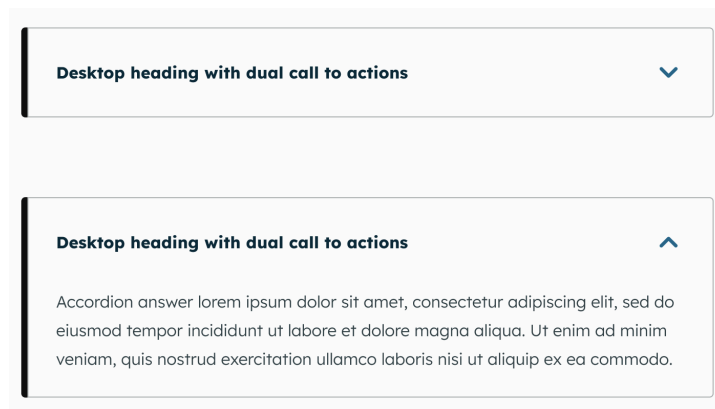 Desktop heading with dual call to actions
Desktop heading with dual call to actions
Accordion answer lorem ipsum dolor sit amet, consectetur adipiscing elit, sed do
eiusmod tempor incididunt ut labore et dolore magna aliqua. Ut enim ad minim
veniam, quis nostrud exercitation ullamco laboris nisi ut aliquip ex ea commodo.